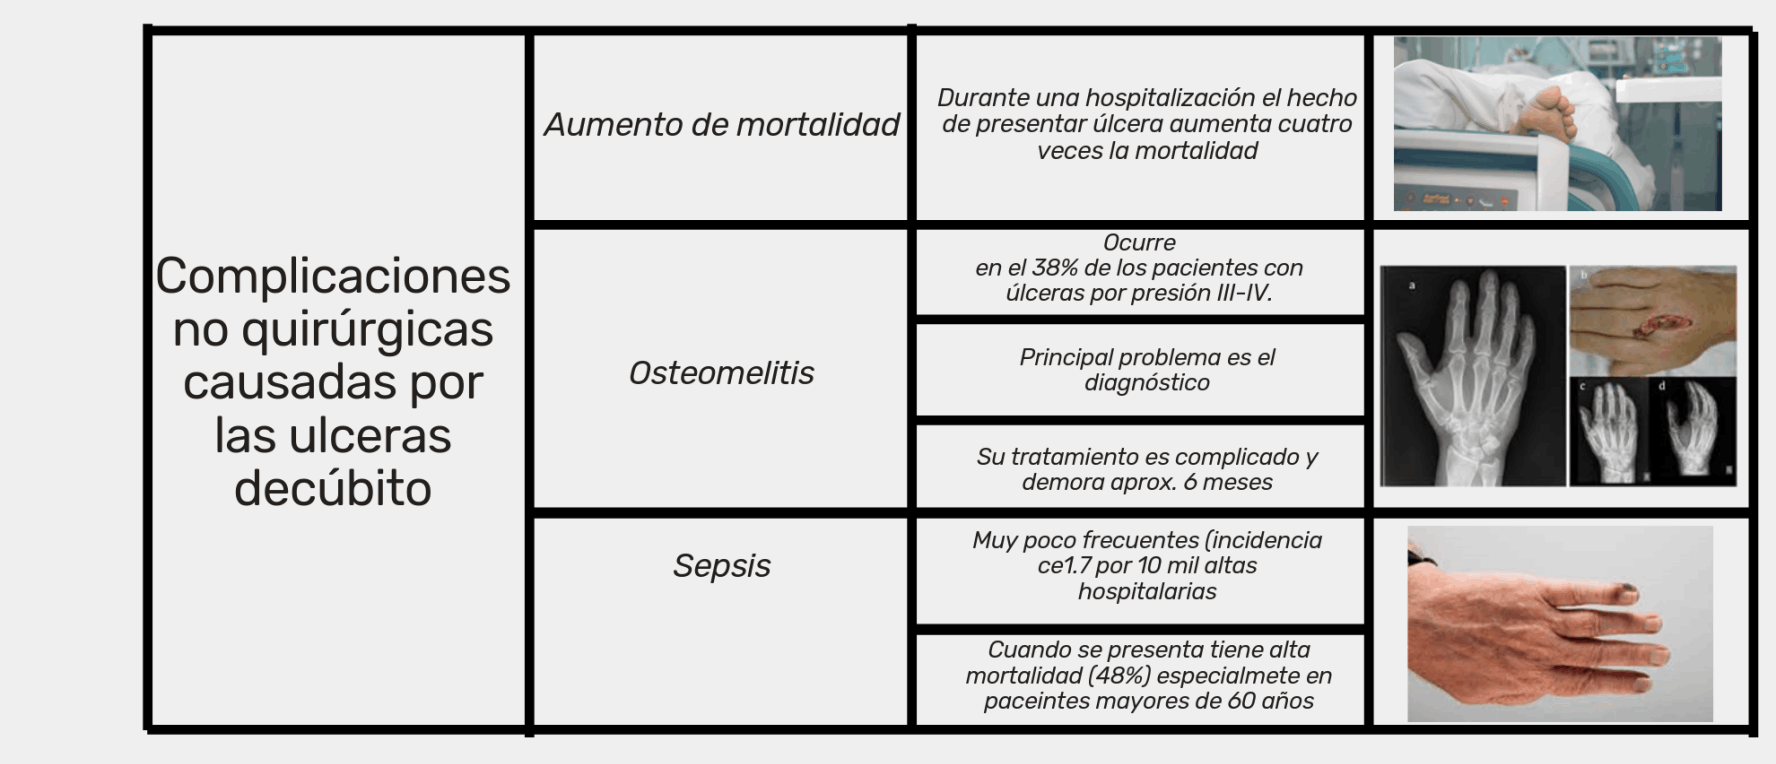 Complicaciones
no quirúrgicas
causadas por
las ulceras
decúbito
Aumento de mortalidad
Durante una hospitalización el hecho
de presentar úlcera aumenta cuatro
veces la mortalidad
Osteomelitis
Ocurre
en el 38% de los pacientes con
úlceras por presión III-IV.
Principal problema es el
diagnóstico
Su tratamiento es complicado y
demora aprox. 6 meses
a
b
c
d
Sepsis
Muy poco frecuentes (incidencia
ce1.7 por 10 mil altas
hospitalarias
Cuando se presenta tiene alta
mortalidad (48%) especialmete en
paceintes mayores de 60 años